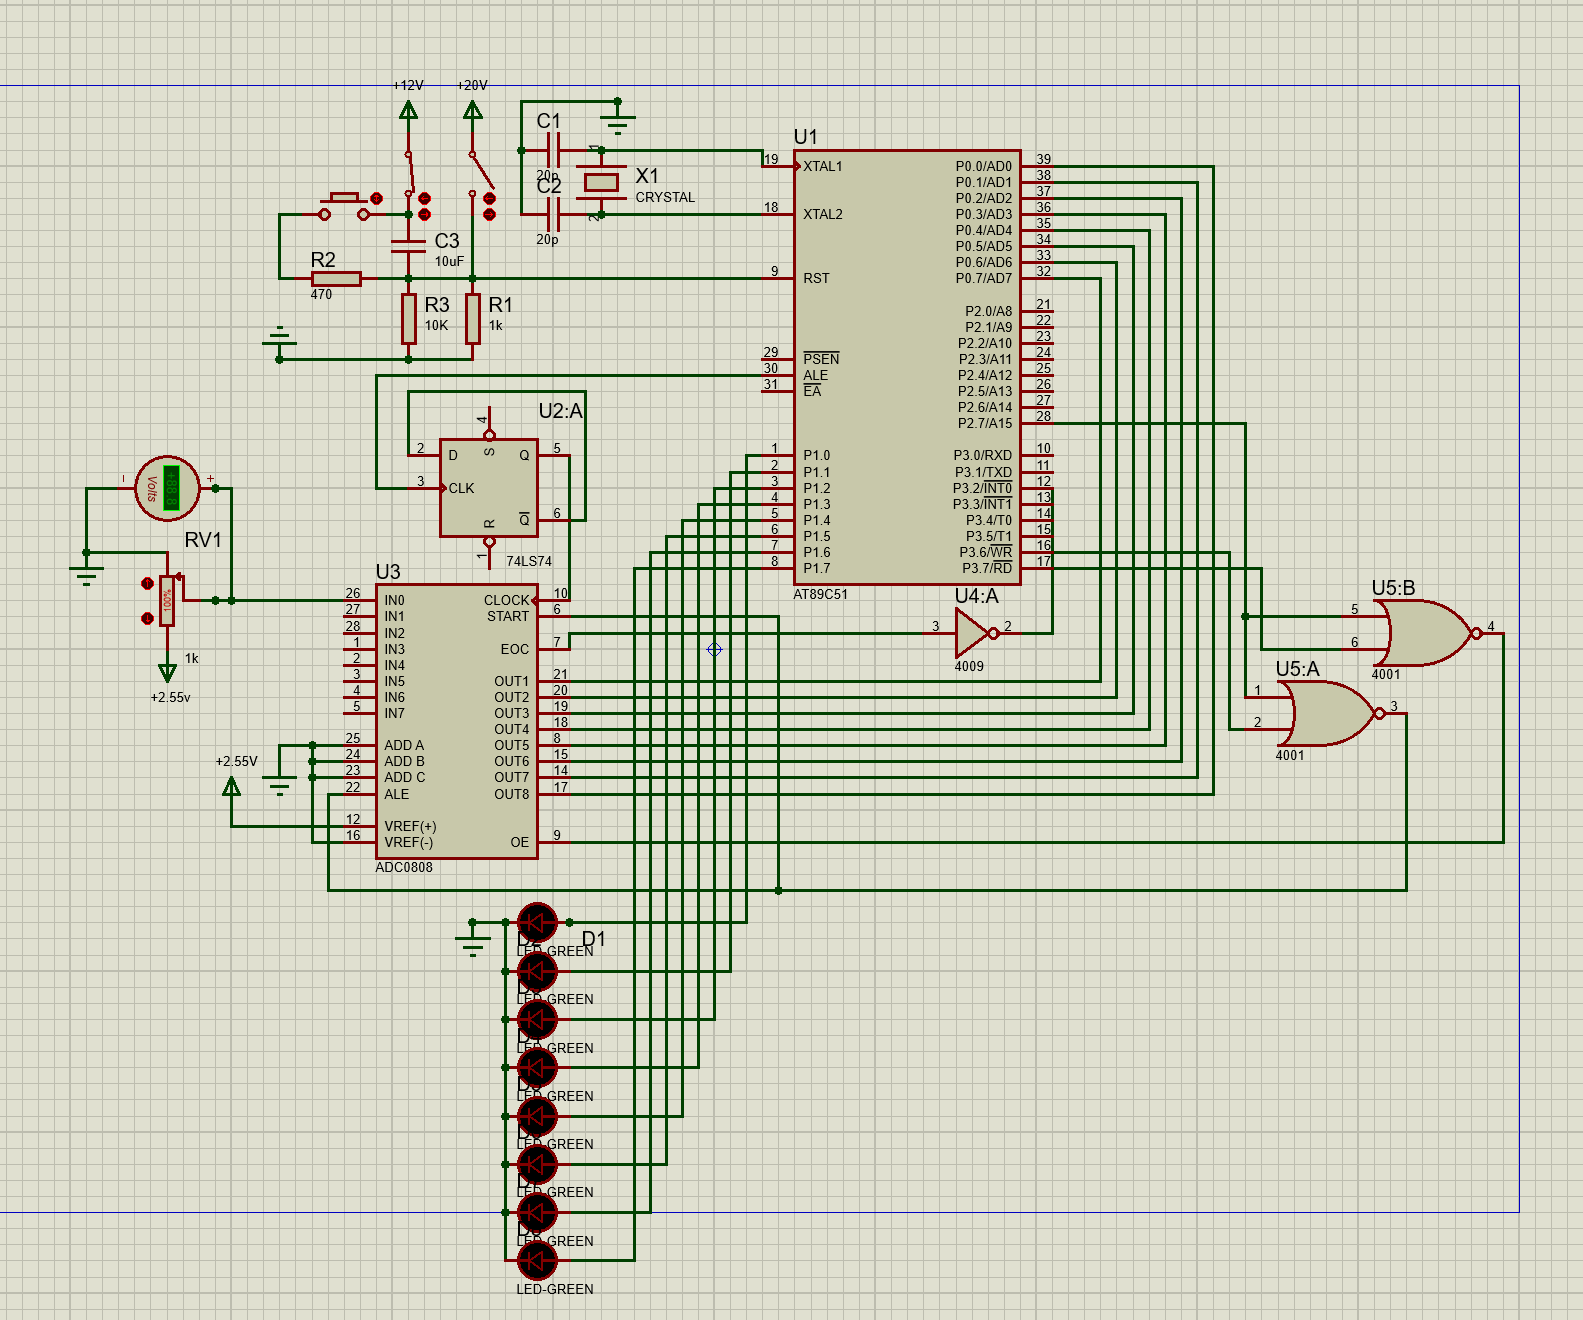 +12V +20V
C1
20p
C2
20p
X1
CRYSTAL
C3
10uF
R2
470
R3
10K
R1
1k
U1
19 XTAL1
18 XTAL2
9 RST
29 PSEN
30 ALE
31 EA
1 P1.0
2 P1.1
3 P1.2
4 P1.3
5 P1.4
6 P1.5
7 P1.6
8 P1.7
P0.0/AD0 39
P0.1/AD1 38
P0.2/AD2 37
P0.3/AD3 36
P0.4/AD4 35
P0.5/AD5 34
P0.6/AD6 33
P0.7/AD7 32
P2.0/A8 21
P2.1/A9 22
P2.2/A10 23
P2.3/A11 24
P2.4/A12 25
P2.5/A13 26
P2.6/A14 27
P2.7/A15 28
P3.0/RXD 10
P3.1/TXD 11
P3.2/INT0 12
P3.3/INT1 13
P3.4/T0 14
P3.5/T1 15
P3.6/WR 16
P3.7/RD 17
AT89C51
U2:A
4
S
2 D Q 5
3 CLK
6 Q
R
1
74LS74
+88.8
Volts
RV1
100%
1k
+2.55v
U3
26 IN0
27 IN1
28 IN2
1 IN3
2 IN4
3 IN5
4 IN6
5 IN7
25 ADD A
24 ADD B
23 ADD C
22 ALE
12 VREF(+)
16 VREF(-)
CLOCK 10
START 6
EOC 7
OUT1 21
OUT2 20
OUT3 19
OUT4 18
OUT5 8
OUT6 15
OUT7 14
OUT8 17
OE 9
ADC0808
+2.55V
U4:A
3 2
4009
U5:B
5
6
4
4001
U5:A
1
2
3
4001
D1
LED-GREEN
LED-GREEN
LED-GREEN
LED-GREEN
LED-GREEN
LED-GREEN
LED-GREEN
LED-GREEN